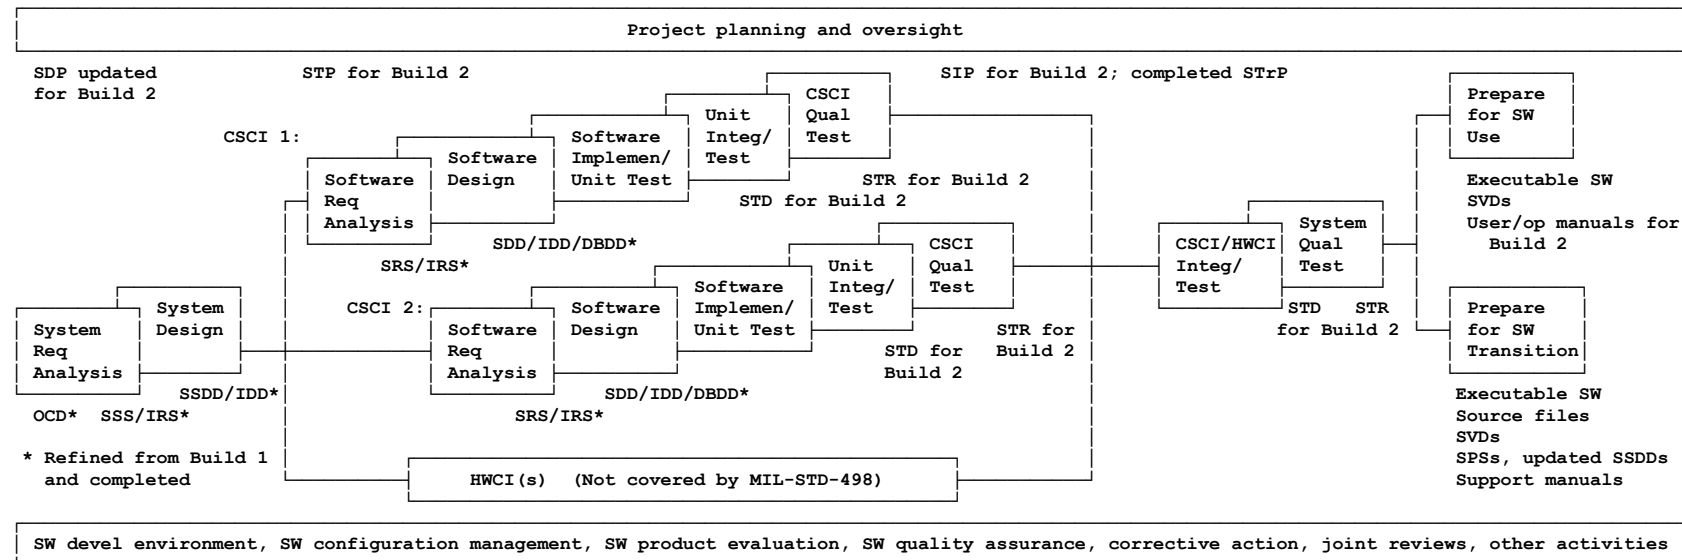 Project planning and oversight
SDP updated
for Build 2
STP for Build 2
SIP for Build 2; completed STrP
CSCI 1:
Software
Req
Analysis
Software
Design
Software
Implemen/
Unit Test
Unit
Integ/
Test
CSCI
Qual
Test
STR for Build 2
STD for Build 2
SDD/IDD/DBDD*
SRS/IRS*
System
Req
Analysis
System
Design
SSDD/IDD*
OCD* SSS/IRS*
* Refined from Build 1
and completed
CSCI 2:
Software
Req
Analysis
Software
Design
Software
Implemen/
Unit Test
Unit
Integ/
Test
CSCI
Qual
Test
STR for
Build 2
STD for
Build 2
SDD/IDD/DBDD*
SRS/IRS*
HWCI(s) (Not covered by MIL-STD-498)
CSCI/HWCI
Integ/
Test
System
Qual
Test
STD STR
for Build 2
Prepare
for SW
Use
Executable SW
SVDs
User/op manuals for
Build 2
Prepare
for SW
Transition
Executable SW
Source files
SVDs
SPSs, updated SSDDs
Support manuals
SW devel environment, SW configuration management, SW product evaluation, SW quality assurance, corrective action, joint reviews, other activities